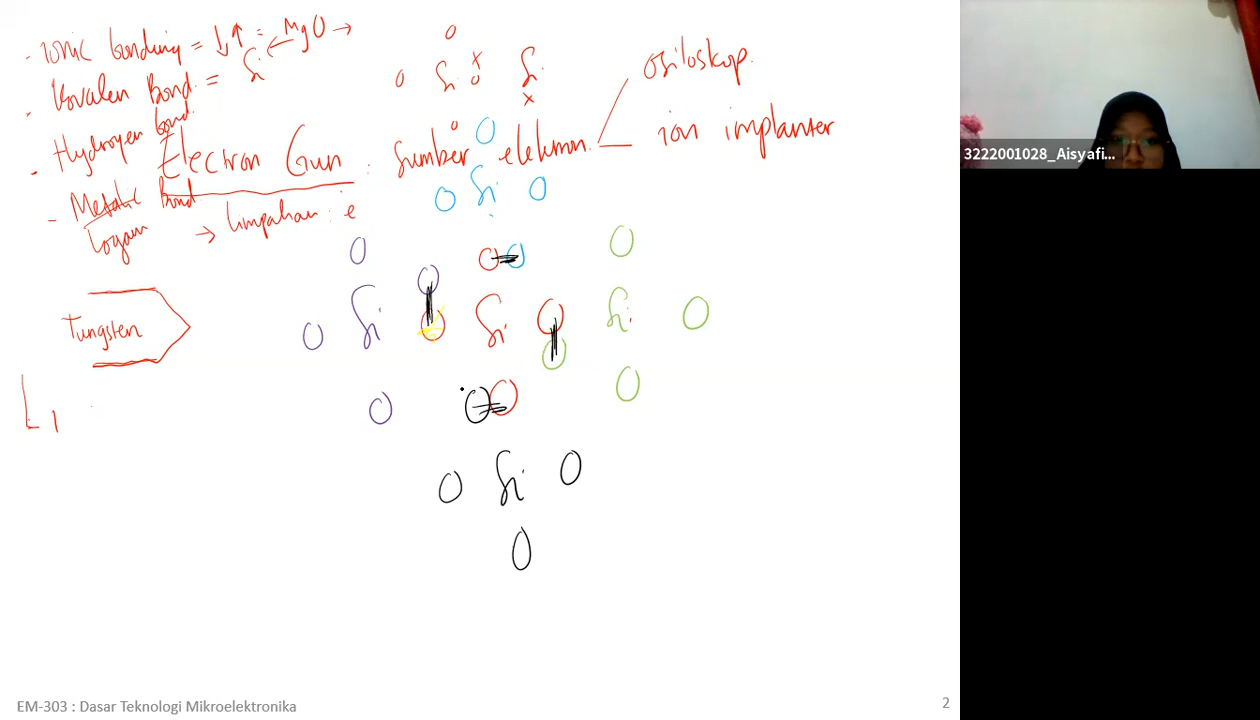 - Ionic bonding = ↓↑ = MgO →
- Kovalen Bond = Si
- Hydrogen bond
- Metalic Bond
Logam
→ limpahan : e
Electron Gun : Sumber elektron
osiloskop
ion implanter
Tungsten
O
O Si x O Si
x
O
O
O Si O
O O
O O O
Si O O Si O Si O
O O
O O O O
O Si O
O
EM-303 : Dasar Teknologi Mikroelektronika
2
3222001028_Aisyafi...